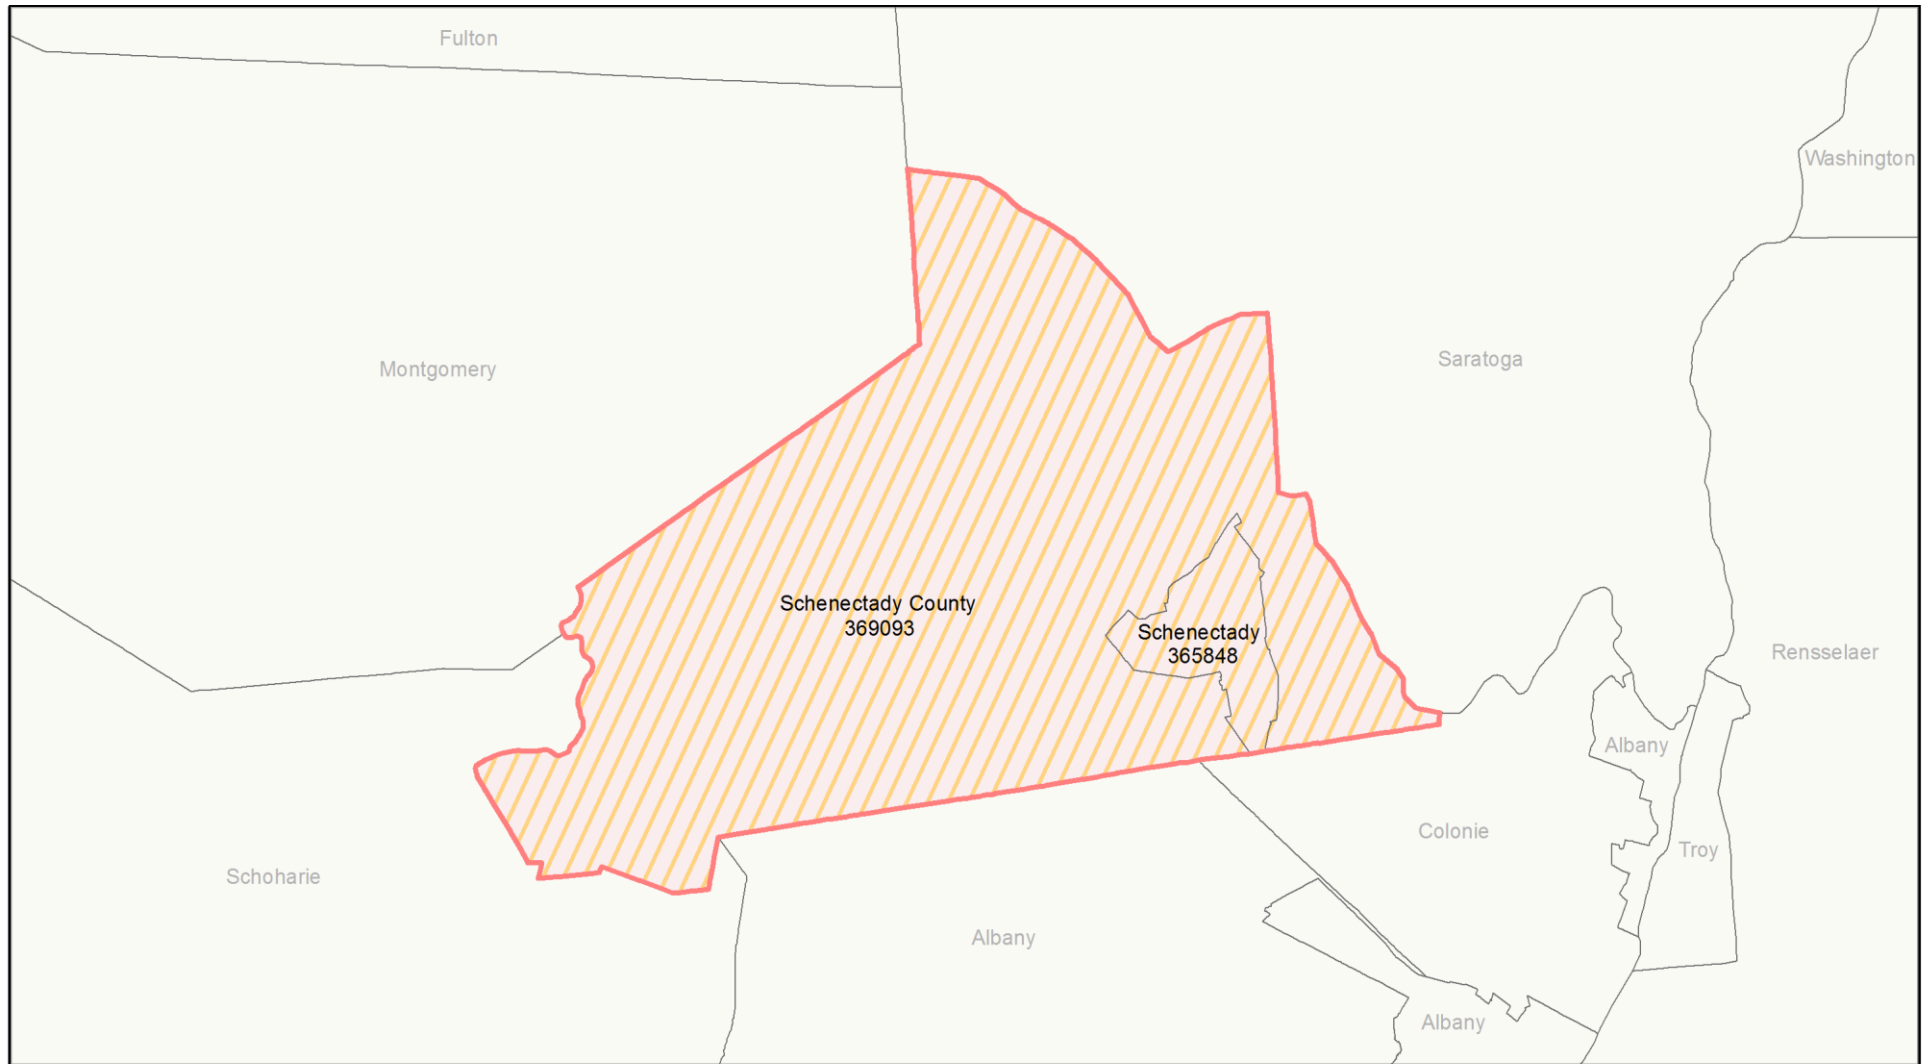 Fulton
Washington
Montgomery
Saratoga
Schenectady County
369093
Schenectady
365848
Rensselaer
Albany
Colonie
Troy
Schoharie
Albany
Albany